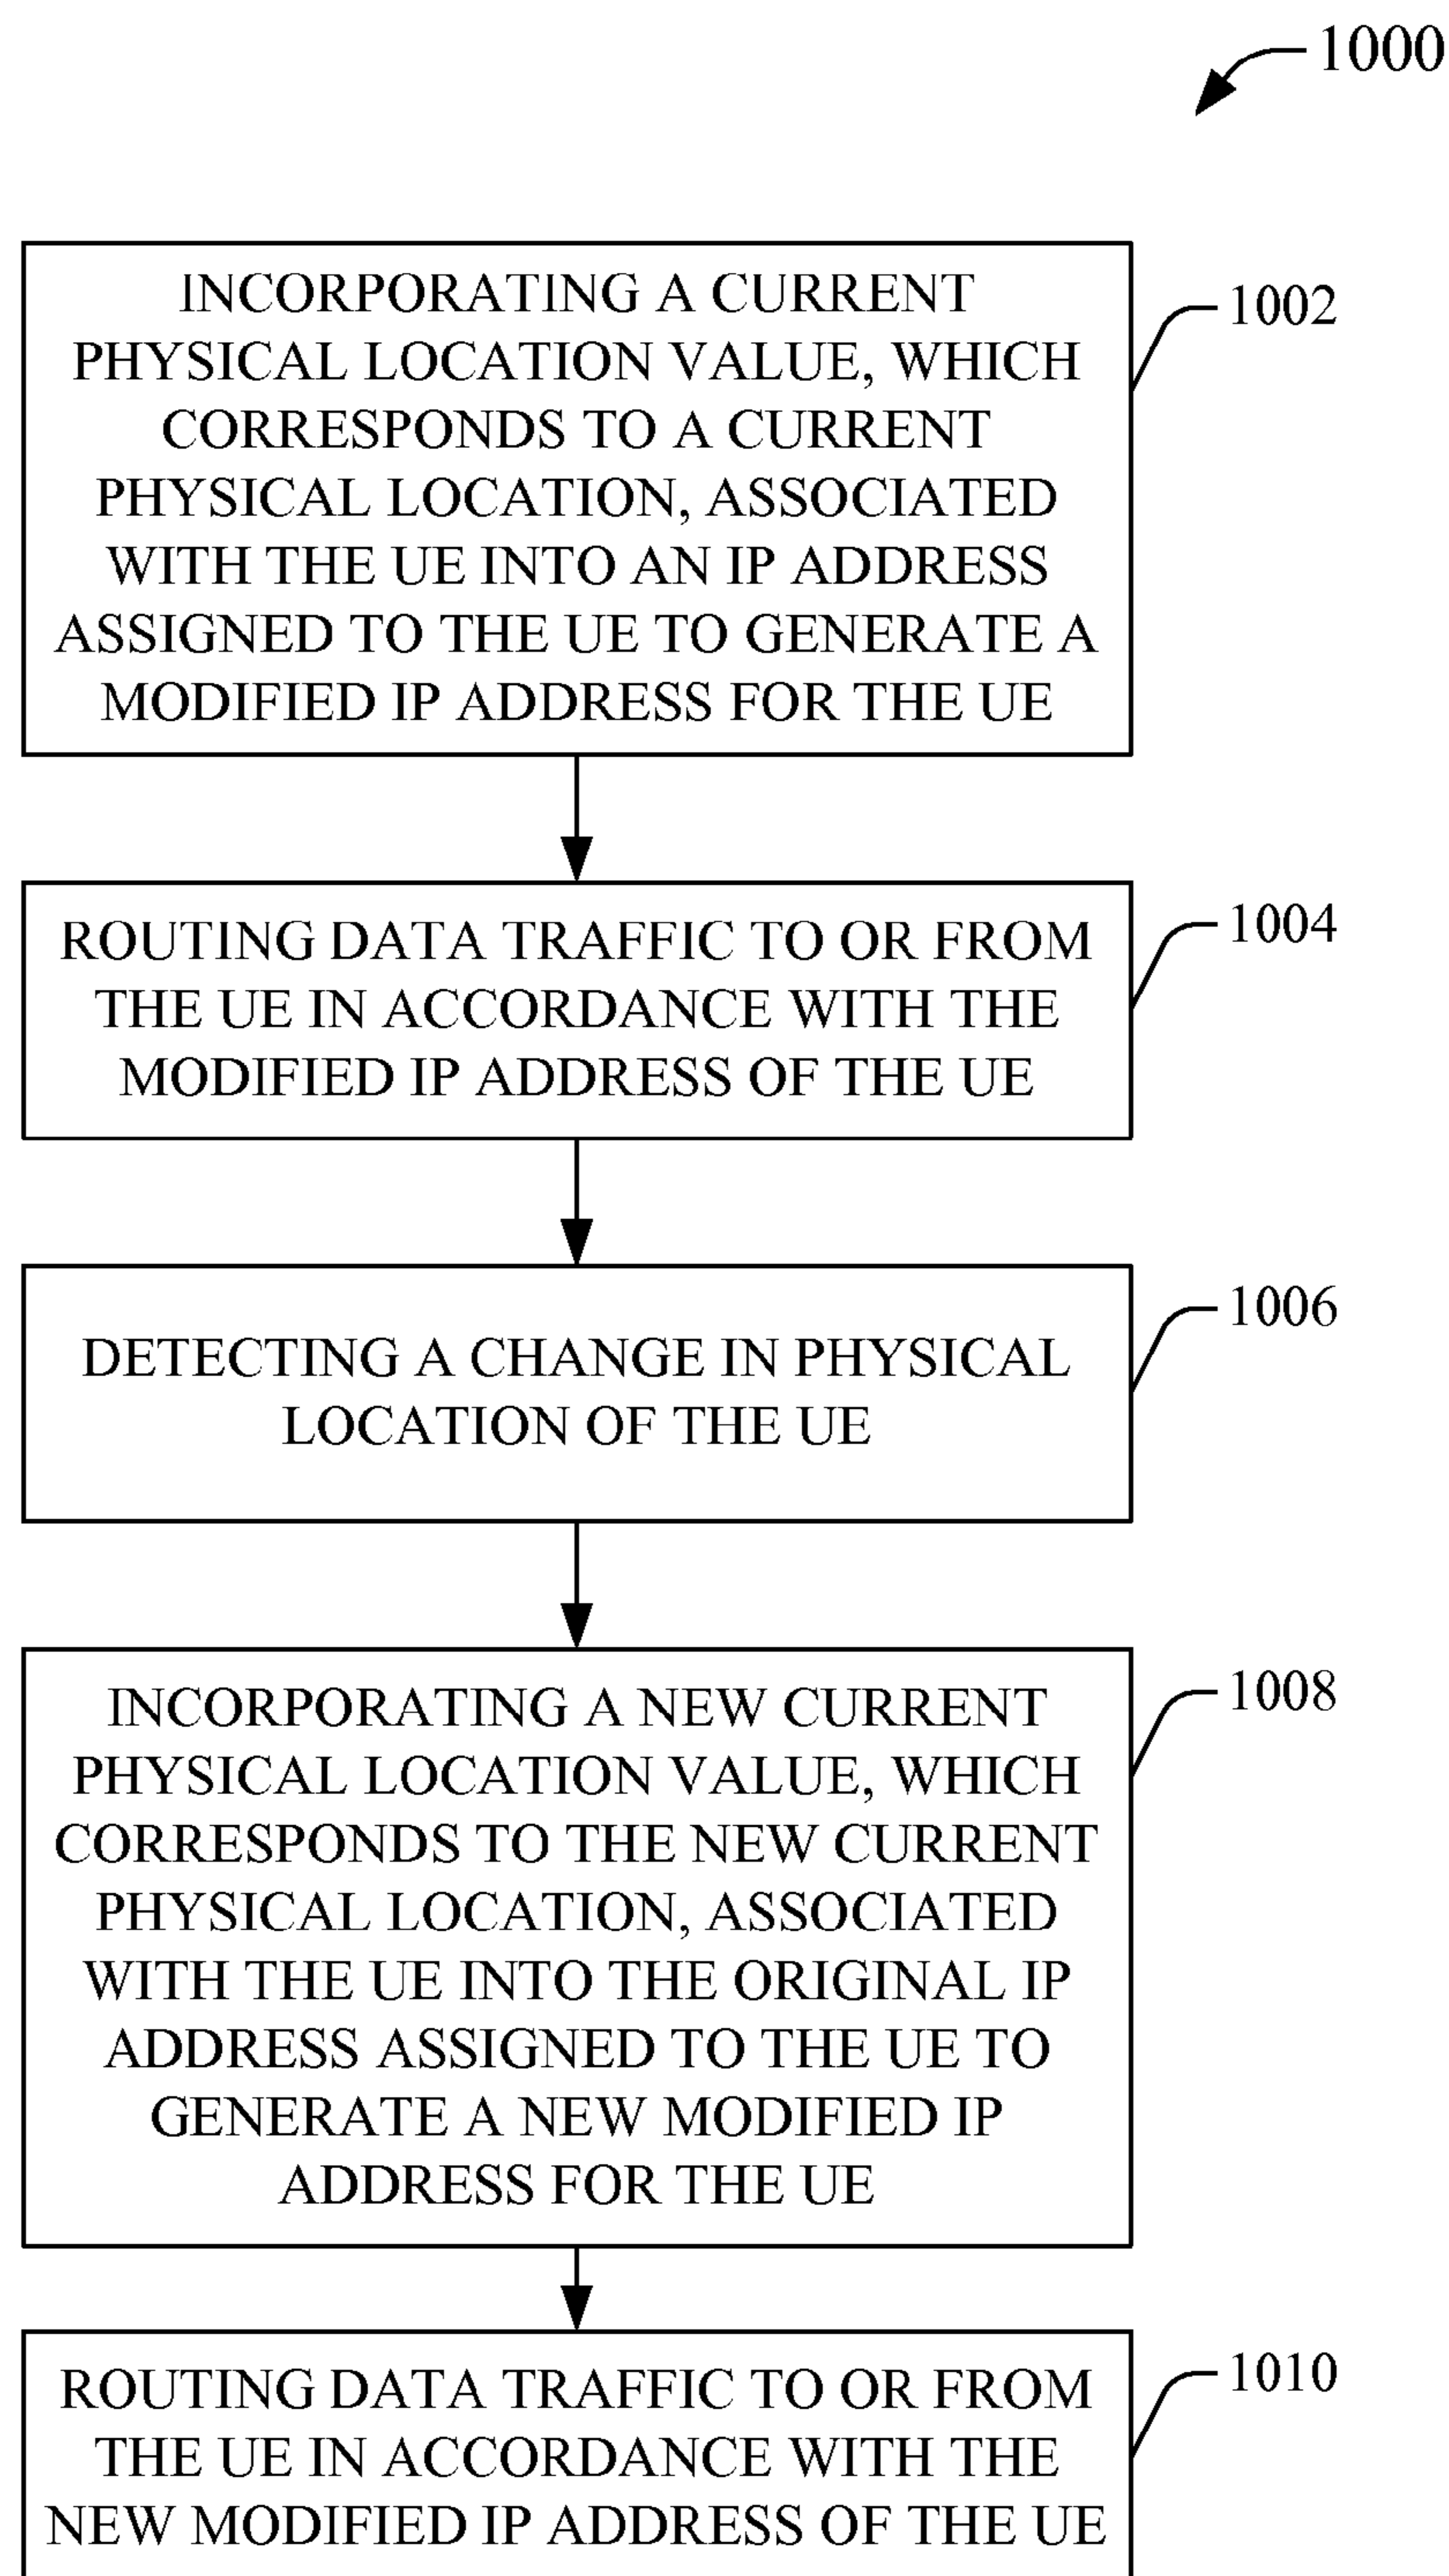 1000
INCORPORATING A CURRENT
PHYSICAL LOCATION VALUE, WHICH
CORRESPONDS TO A CURRENT
PHYSICAL LOCATION, ASSOCIATED
WITH THE UE INTO AN IP ADDRESS
ASSIGNED TO THE UE TO GENERATE A
MODIFIED IP ADDRESS FOR THE UE
1002
ROUTING DATA TRAFFIC TO OR FROM
THE UE IN ACCORDANCE WITH THE
MODIFIED IP ADDRESS OF THE UE
1004
DETECTING A CHANGE IN PHYSICAL
LOCATION OF THE UE
1006
INCORPORATING A NEW CURRENT
PHYSICAL LOCATION VALUE, WHICH
CORRESPONDS TO THE NEW CURRENT
PHYSICAL LOCATION, ASSOCIATED
WITH THE UE INTO THE ORIGINAL IP
ADDRESS ASSIGNED TO THE UE TO
GENERATE A NEW MODIFIED IP
ADDRESS FOR THE UE
1008
ROUTING DATA TRAFFIC TO OR FROM
THE UE IN ACCORDANCE WITH THE
NEW MODIFIED IP ADDRESS OF THE UE
1010